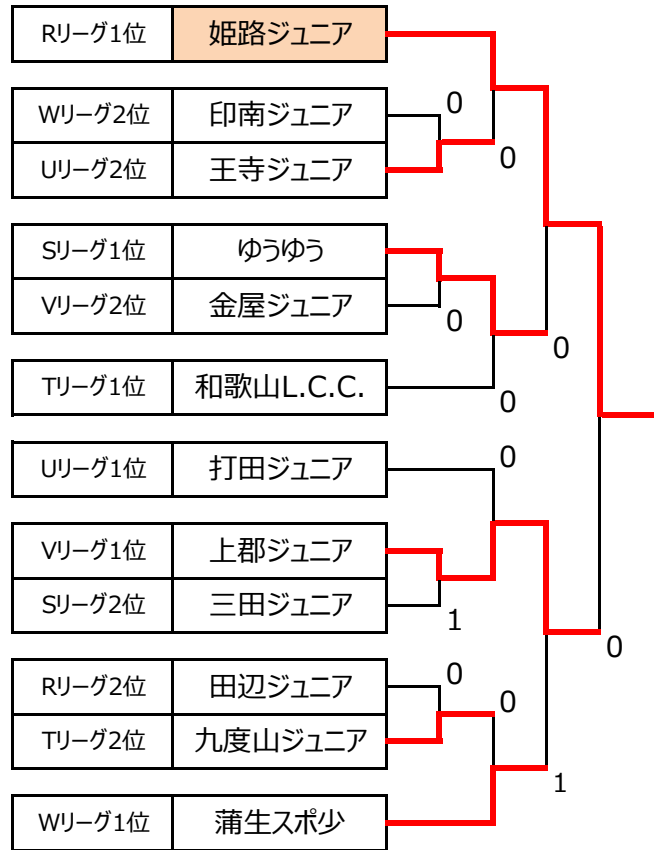 Rリーグ1位 姫路ジュニア
Wリーグ2位 印南ジュニア 0
Uリーグ2位 王寺ジュニア 0
Sリーグ1位 ゆうゆう
Vリーグ2位 金屋ジュニア 0
0
Tリーグ1位 和歌山L.C.C. 0
Uリーグ1位 打田ジュニア 0
Vリーグ1位 上郡ジュニア
Sリーグ2位 三田ジュニア 1
0
Rリーグ2位 田辺ジュニア 0 0
Tリーグ2位 九度山ジュニア
1
Wリーグ1位 蒲生スポ少